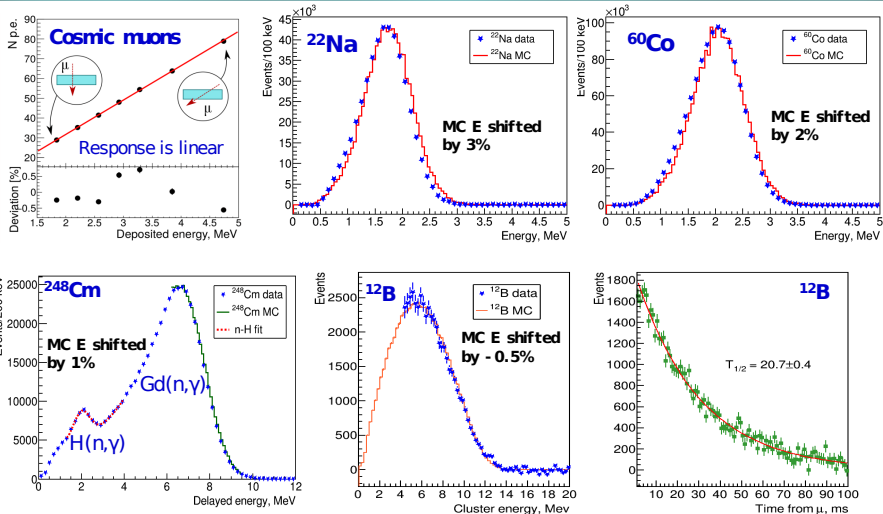 Cosmic muons
N p.e.
90
80
70
60
50
40
30
20
μ
μ
Response is linear
Deviation [%]
0.5
0
-0.5
1.5 2 2.5 3 3.5 4 4.5 5
Deposited energy, MeV
×10³
²²Na
Events/100 keV
45
40
35
30
25
20
15
10
5
0
²²Na data
²²Na MC
MC E shifted
by 3%
0 0.5 1 1.5 2 2.5 3 3.5 4 4.5 5
Energy, MeV
×10³
⁶⁰Co
Events/100 keV
100
80
60
40
20
0
⁶⁰Co data
⁶⁰Co MC
MC E shifted
by 2%
0 0.5 1 1.5 2 2.5 3 3.5 4 4.5 5
Energy, MeV
²⁴⁸Cm
25000
20000
15000
10000
5000
0
²⁴⁸Cm data
²⁴⁸Cm MC
n-H fit
MC E shifted
by 1%
Gd(n,γ)
H(n,γ)
0 2 4 6 8 10 12
Delayed energy, MeV
Events
¹²B
2500
2000
1500
1000
500
0
¹²B data
¹²B MC
MC E shifted
by - 0.5%
0 2 4 6 8 10 12 14 16 18 20
Cluster energy, Mev
Events
¹²B
1800
1600
1400
1200
1000
800
600
400
200
0
T1/2 = 20.7±0.4
10 20 30 40 50 60 70 80 90 100
Time from μ, ms